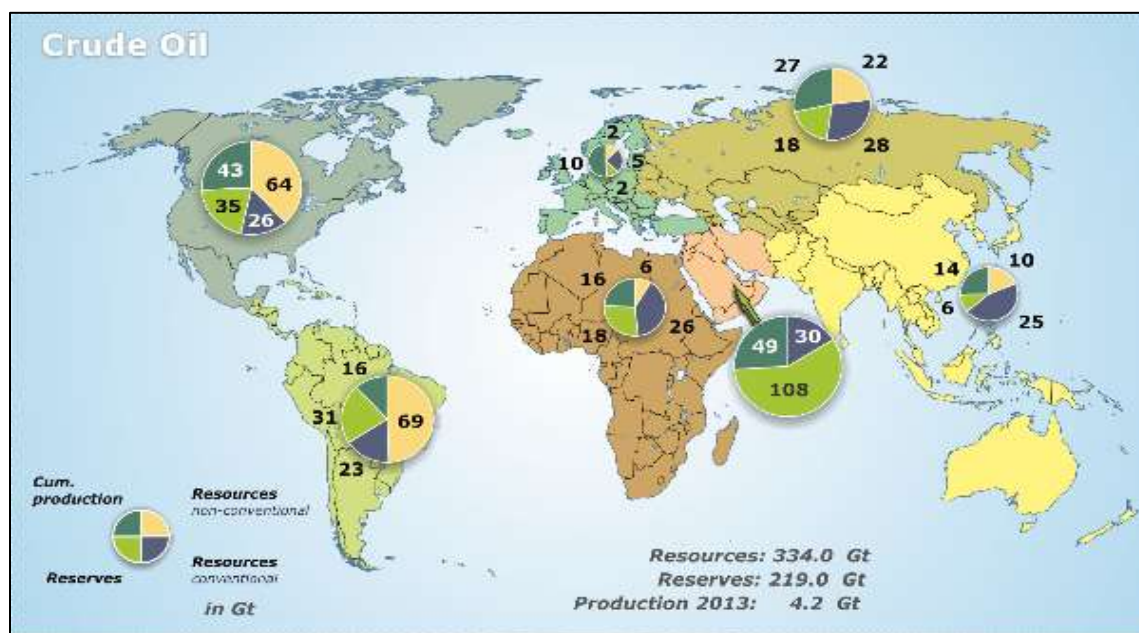 Crude Oil
27
22
18
28
2
10
5
2
43
64
35
26
16
6
18
26
14
10
6
25
49
30
108
16
31
69
23
Cum.
production
Resources
non-conventional
Reserves
Resources
conventional
in Gt
Resources: 334.0 Gt
Reserves: 219.0 Gt
Production 2013: 4.2 Gt